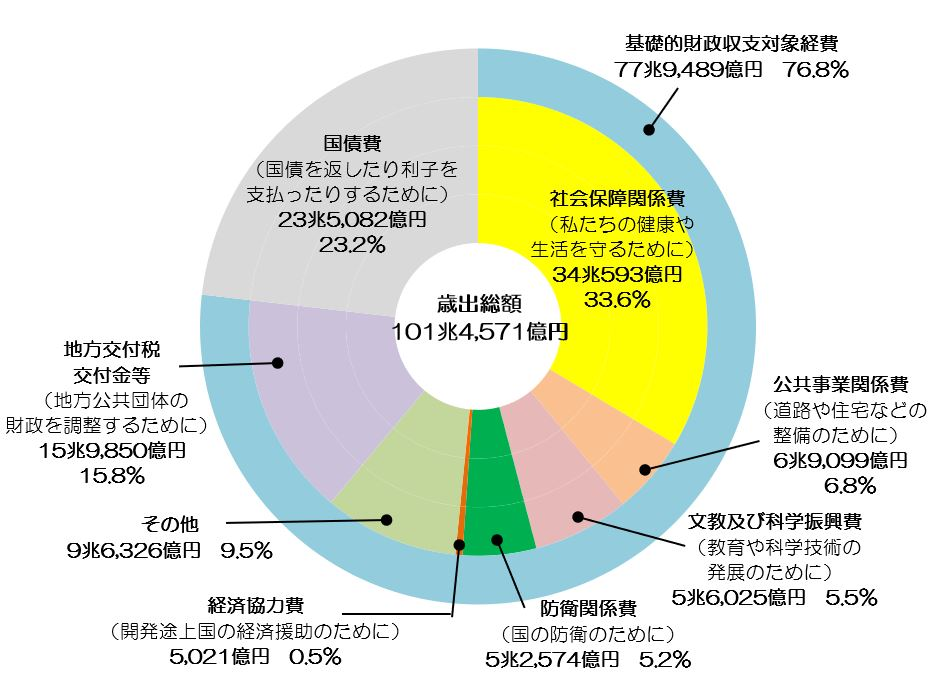 基礎的財政収支対象経費
77兆9,489億円 76.8%
国債費
（国債を返したり利子を
支払ったりするために）
23兆5,082億円
23.2%
社会保障関係費
（私たちの健康や
生活を守るために）
34兆593億円
33.6%
歳出総額
101兆4,571億円
地方交付税
交付金等
（地方公共団体の
財政を調整するために）
15兆9,850億円
15.8%
公共事業関係費
（道路や住宅などの
整備のために）
6兆9,099億円
6.8%
その他
9兆6,326億円 9.5%
文教及び科学振興費
（教育や科学技術の
発展のために）
5兆6,025億円 5.5%
経済協力費
（開発途上国の経済援助のために）
5,021億円 0.5%
防衛関係費
（国の防衛のために）
5兆2,574億円 5.2%